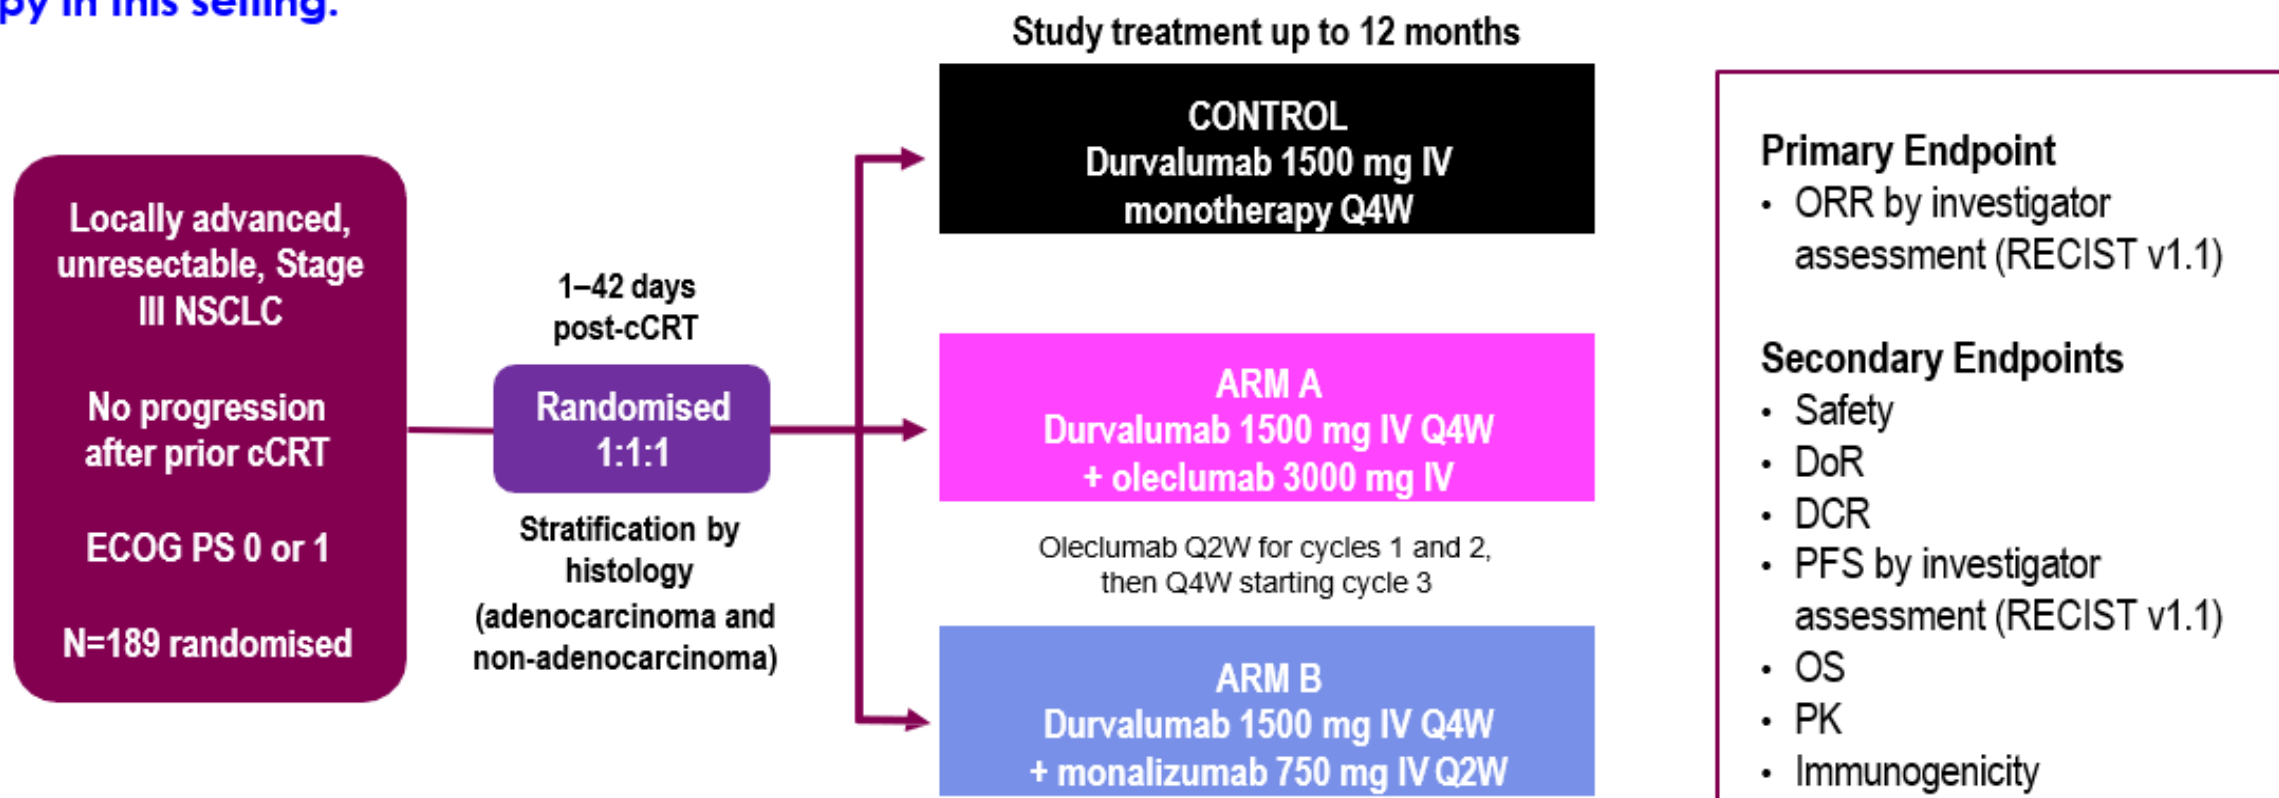 py in this setting.
Study treatment up to 12 months
Locally advanced,
unresectable, Stage
III NSCLC
No progression
after prior cCRT
ECOG PS 0 or 1
N=189 randomised
1–42 days
post-cCRT
Randomised
1:1:1
Stratification by
histology
(adenocarcinoma and
non-adenocarcinoma)
CONTROL
Durvalumab 1500 mg IV
monotherapy Q4W
ARM A
Durvalumab 1500 mg IV Q4W
+ oleclumab 3000 mg IV
Oleclumab Q2W for cycles 1 and 2,
then Q4W starting cycle 3
ARM B
Durvalumab 1500 mg IV Q4W
+ monalizumab 750 mg IV Q2W
Primary Endpoint
• ORR by investigator
assessment (RECIST v1.1)
Secondary Endpoints
• Safety
• DoR
• DCR
• PFS by investigator
assessment (RECIST v1.1)
• OS
• PK
• Immunogenicity